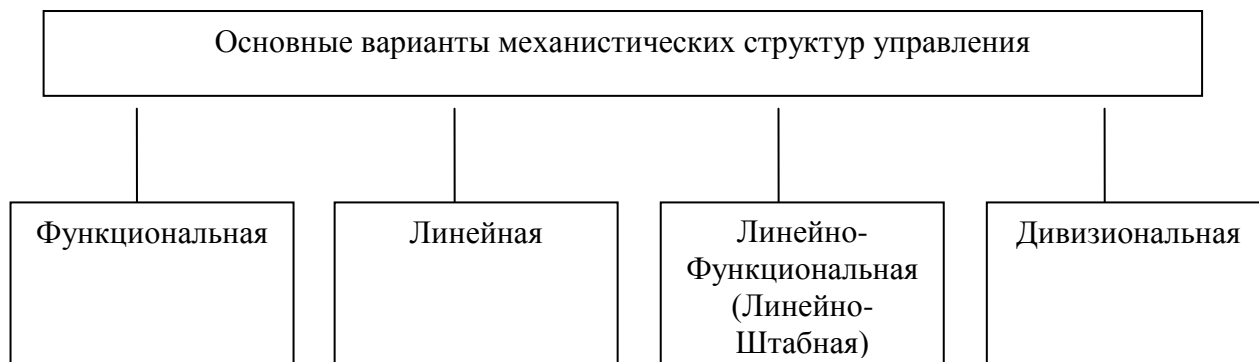 Основные варианты механистических структур управления
Функциональная
Линейная
Линейно-
Функциональная
(Линейно-
Штабная)
Дивизиональная